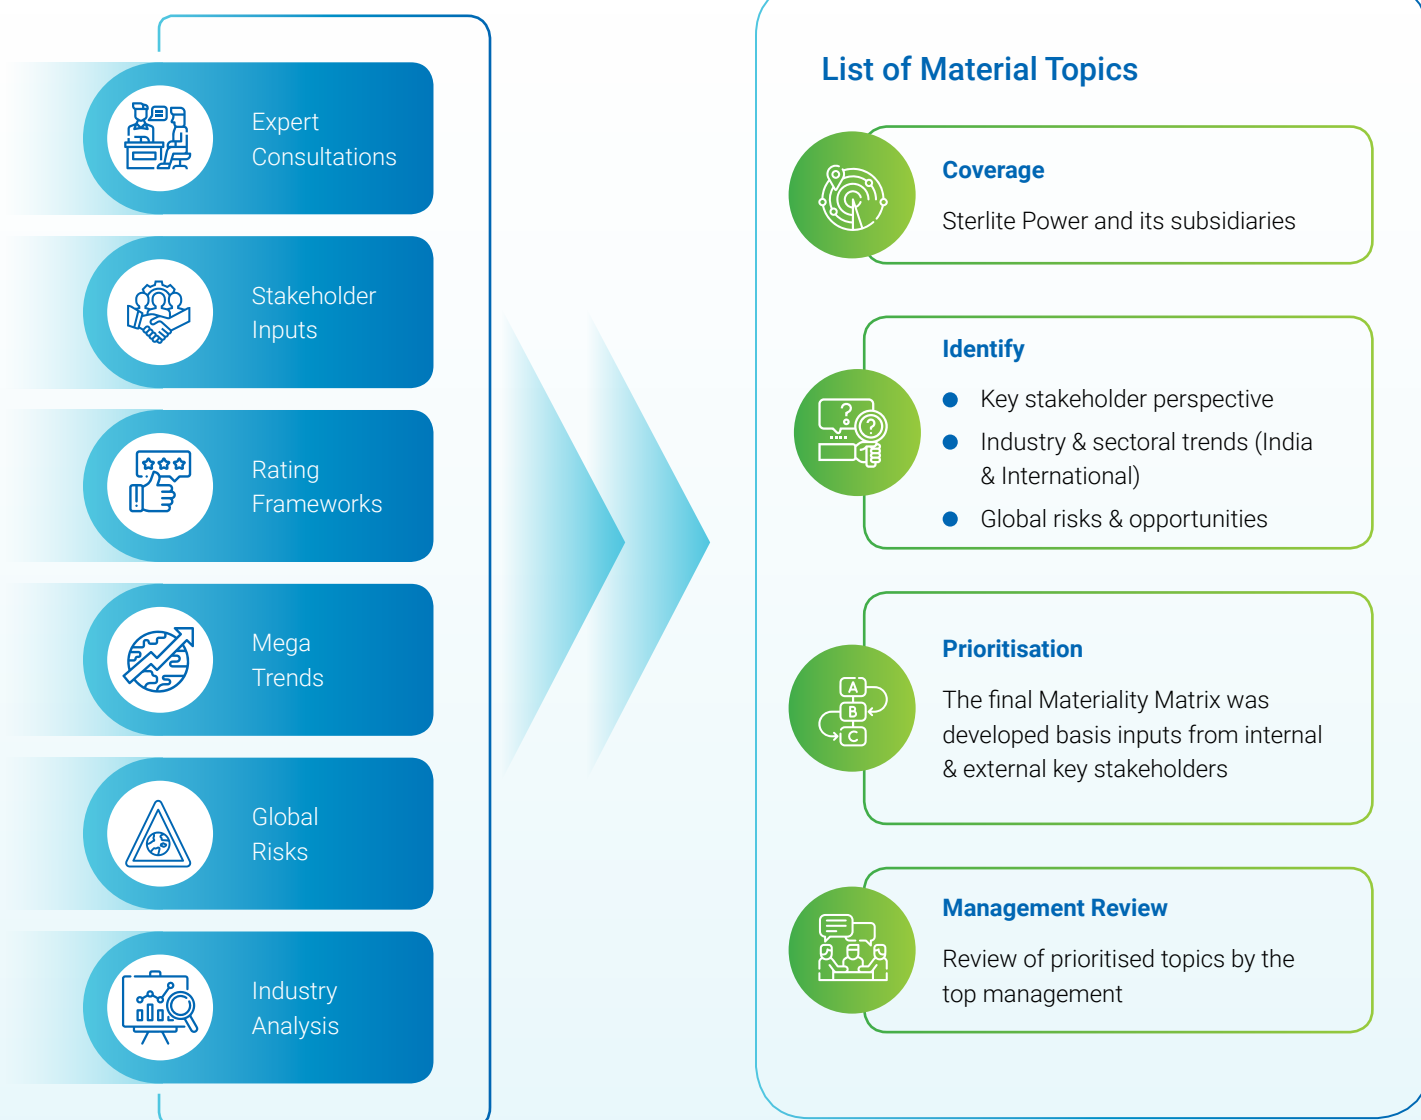 Expert
Consultations
Stakeholder
Inputs
Rating
Frameworks
Mega
Trends
Global
Risks
Industry
Analysis
List of Material Topics
Coverage
Sterlite Power and its subsidiaries
Identify
● Key stakeholder perspective
● Industry & sectoral trends (India
& International)
● Global risks & opportunities
A
B
C
Prioritisation
The final Materiality Matrix was
developed basis inputs from internal
& external key stakeholders
Management Review
Review of prioritised topics by the
top management